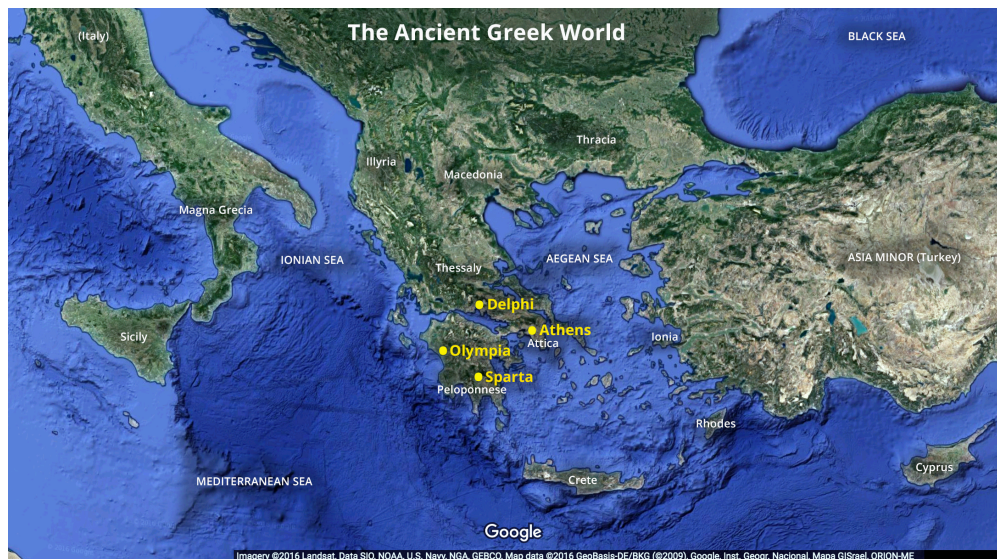 The Ancient Greek World
(Italy)
BLACK SEA
Thracia
Illyria
Macedonia
Magna Grecia
IONIAN SEA
Thessaly
AEGEAN SEA
ASIA MINOR (Turkey)
Delphi
Athens
Sicily
Attica
Ionia
Olympia
Sparta
Peloponnese
Rhodes
Cyprus
MEDITERRANEAN SEA
Crete
Google
Imagery ©2016 Landsat, Data SIO, NOAA, U.S. Navy, NGA, GEBCO, Map data ©2016 GeoBasis-DE/BKG (©2009), Google, Inst. Geogr. Nacional, Mapa GISrael, ORION-ME